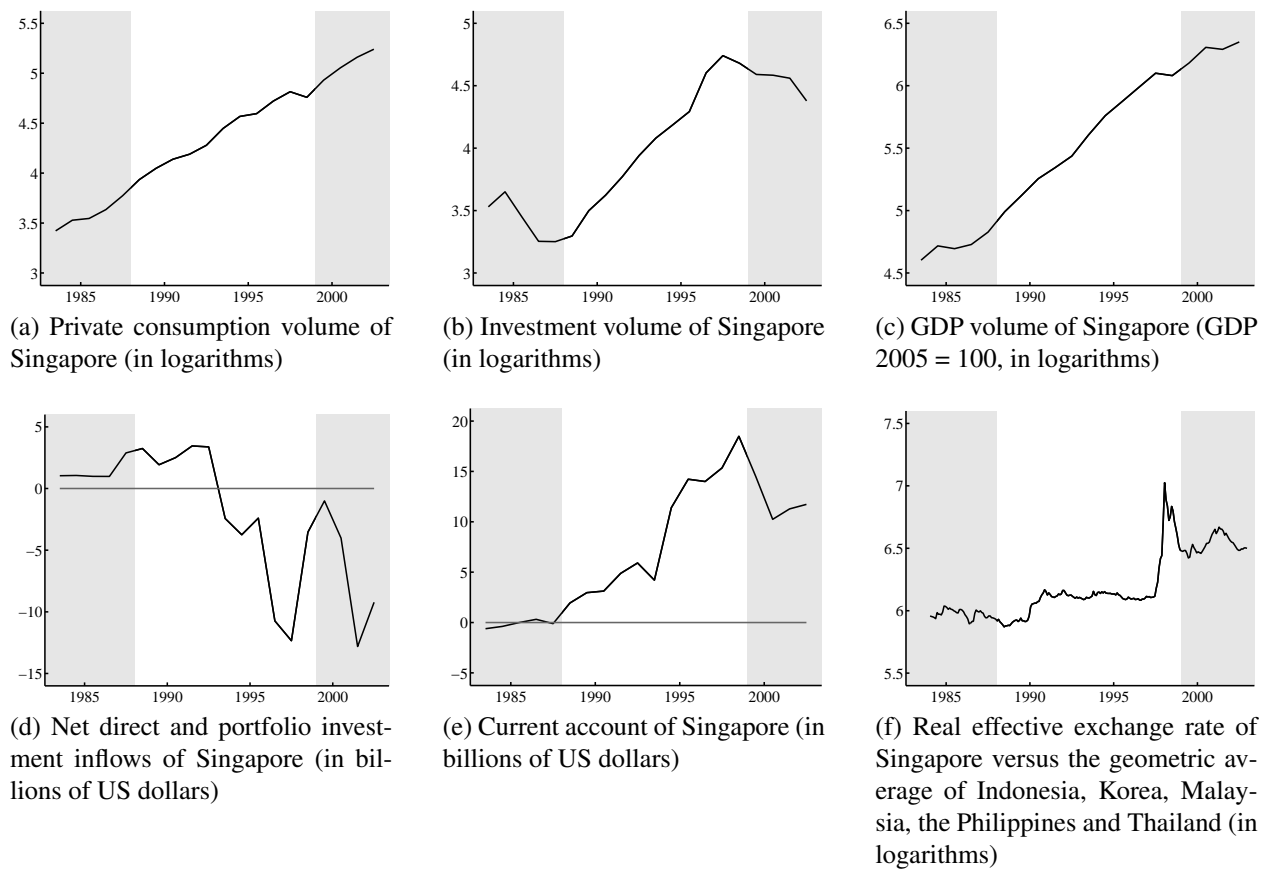 5.5
5
4.5
4
3.5
3
1985 1990 1995 2000
(a) Private consumption volume of
Singapore (in logarithms)
5
4.5
4
3.5
3
1985 1990 1995 2000
(b) Investment volume of Singapore
(in logarithms)
6.5
6
5.5
5
4.5
1985 1990 1995 2000
(c) GDP volume of Singapore (GDP
2005 = 100, in logarithms)
5
0
−5
−10
−15
1985 1990 1995 2000
(d) Net direct and portfolio invest-
ment inflows of Singapore (in bil-
lions of US dollars)
20
15
10
5
0
−5
1985 1990 1995 2000
(e) Current account of Singapore (in
billions of US dollars)
7.5
7
6.5
6
5.5
1985 1990 1995 2000
(f) Real effective exchange rate of
Singapore versus the geometric av-
erage of Indonesia, Korea, Malay-
sia, the Philippines and Thailand (in
logarithms)